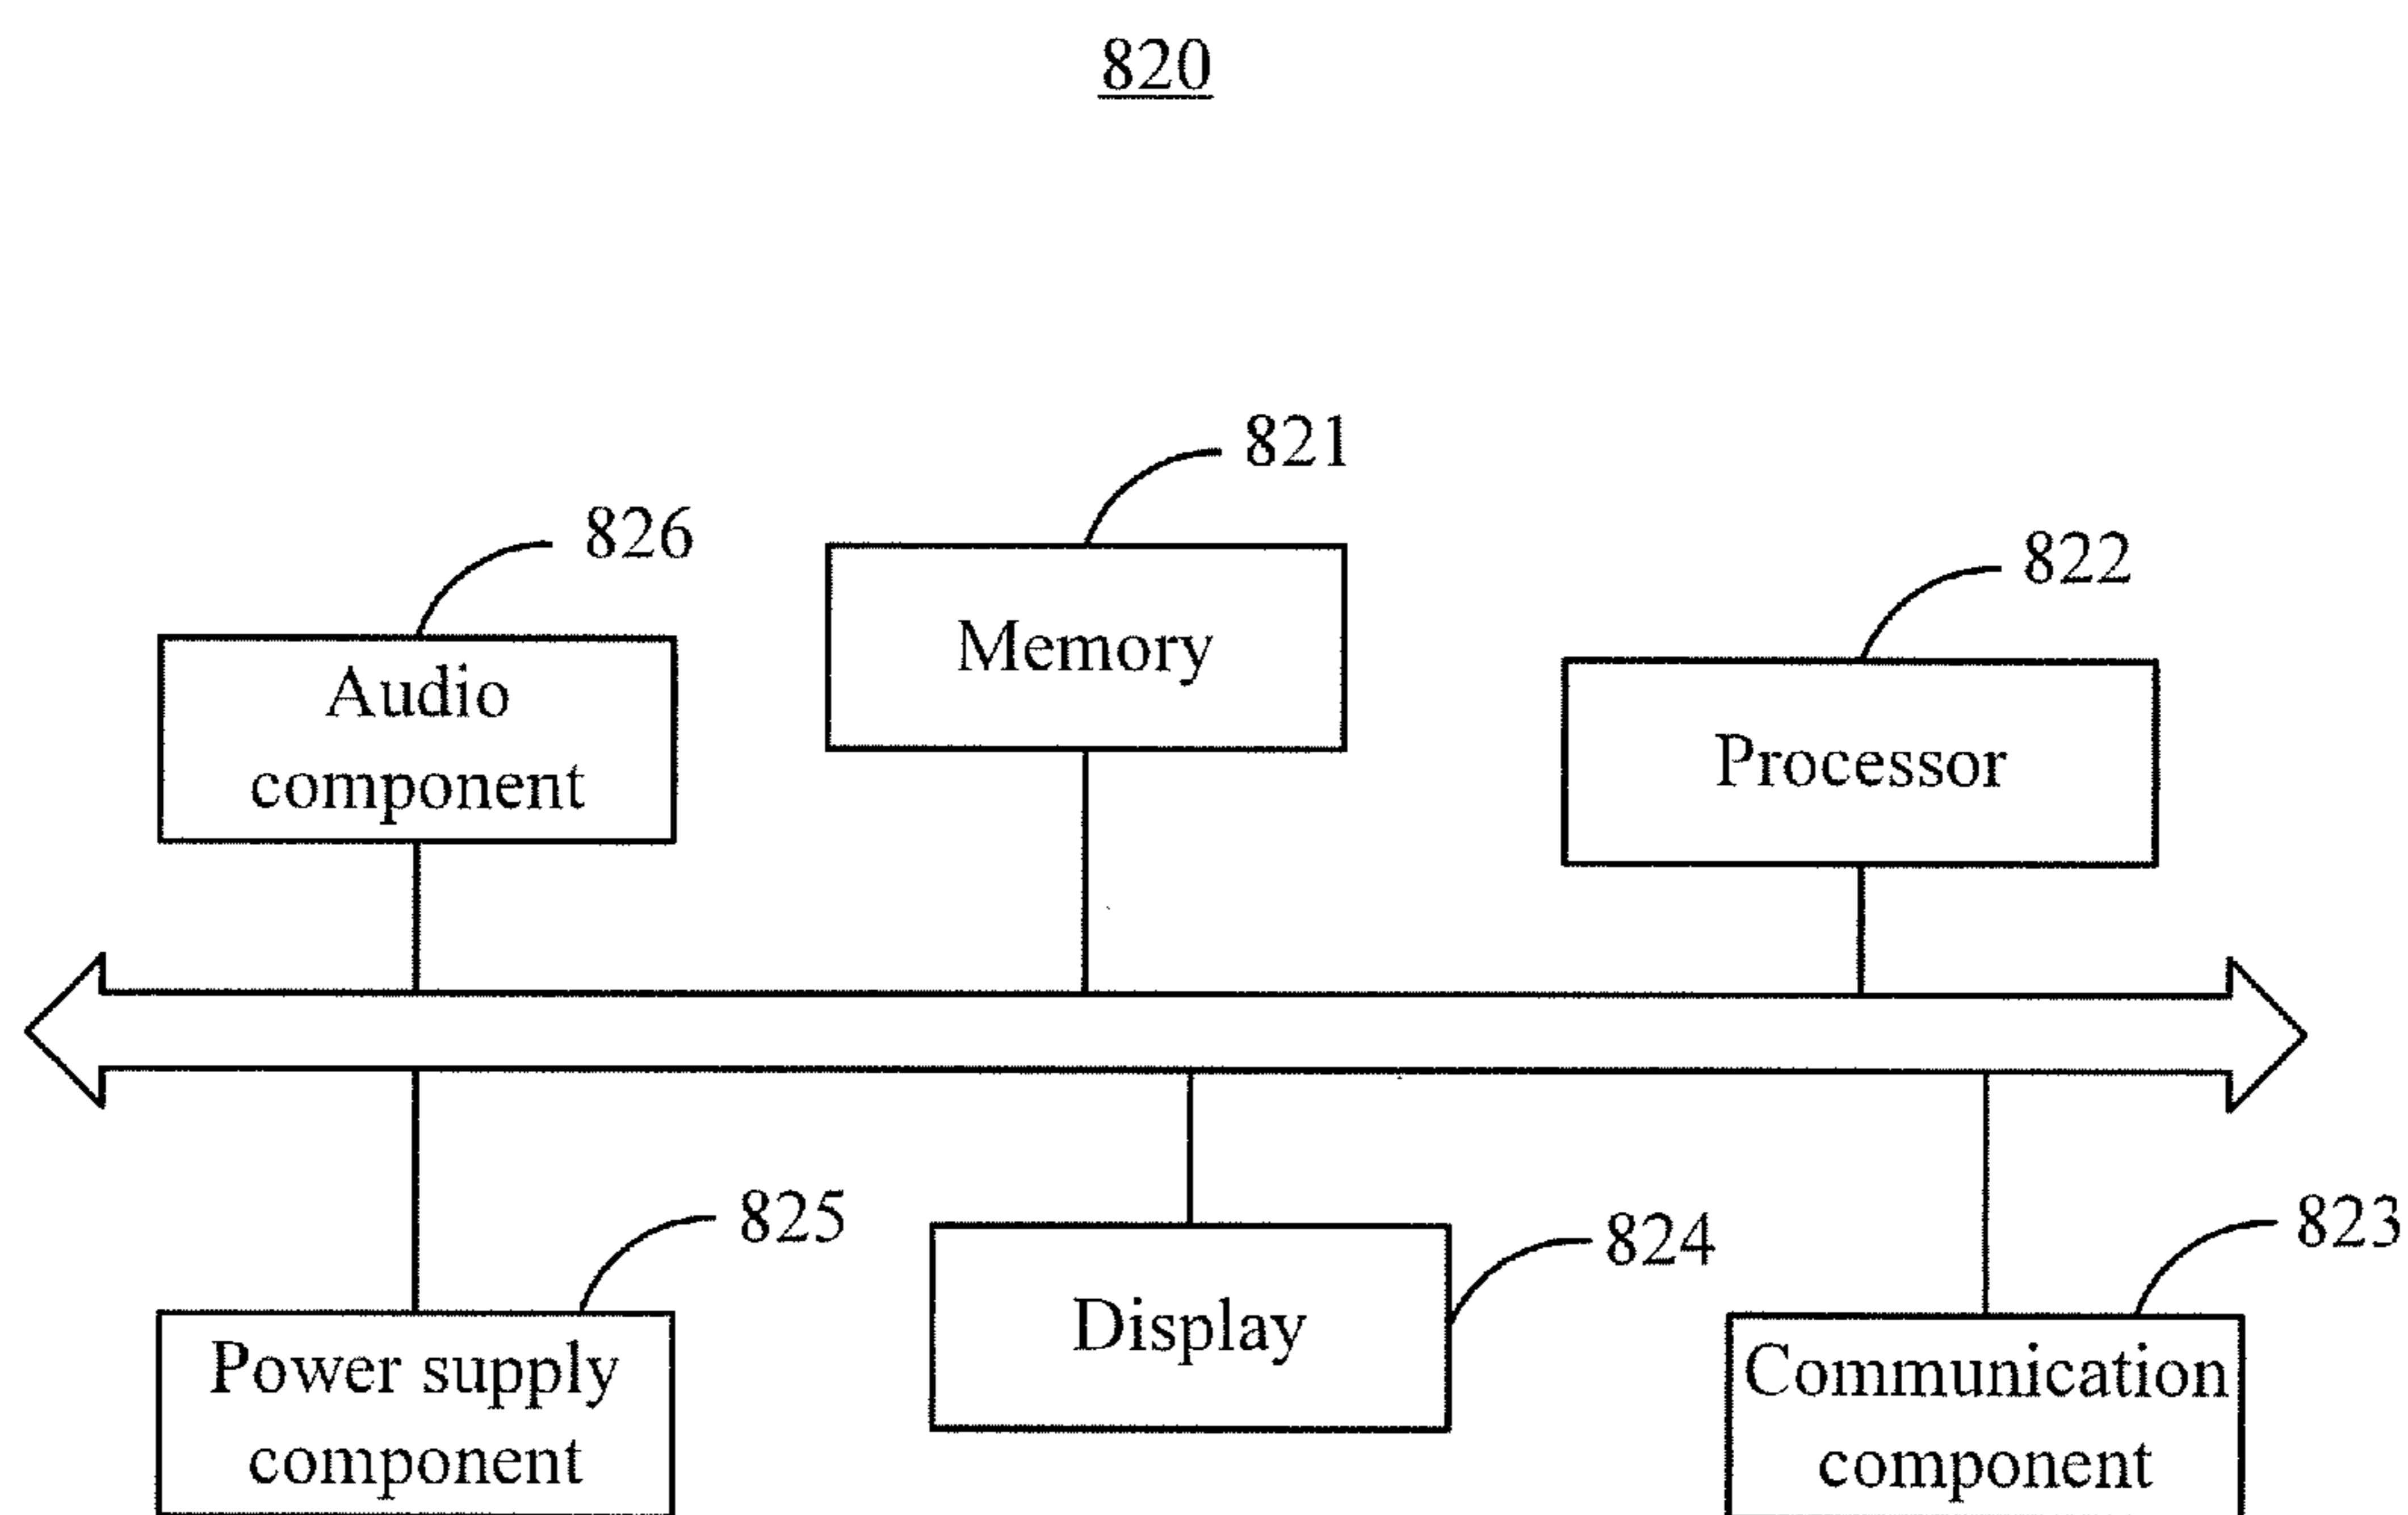 820
821
826
822
Memory
Audio
component
Processor
825
824
823
Power supply
component
Display
Communication
component